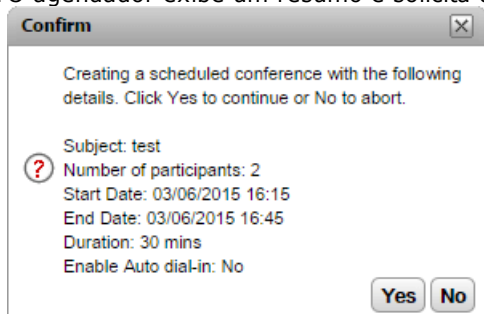 O agendador exibe um resumo e solicita
Confirm
Creating a scheduled conference with the following
details. Click Yes to continue or No to abort.
Subject: test
Number of participants: 2
Start Date: 03/06/2015 16:15
End Date: 03/06/2015 16:45
Duration: 30 mins
Enable Auto dial-in: No
Yes No